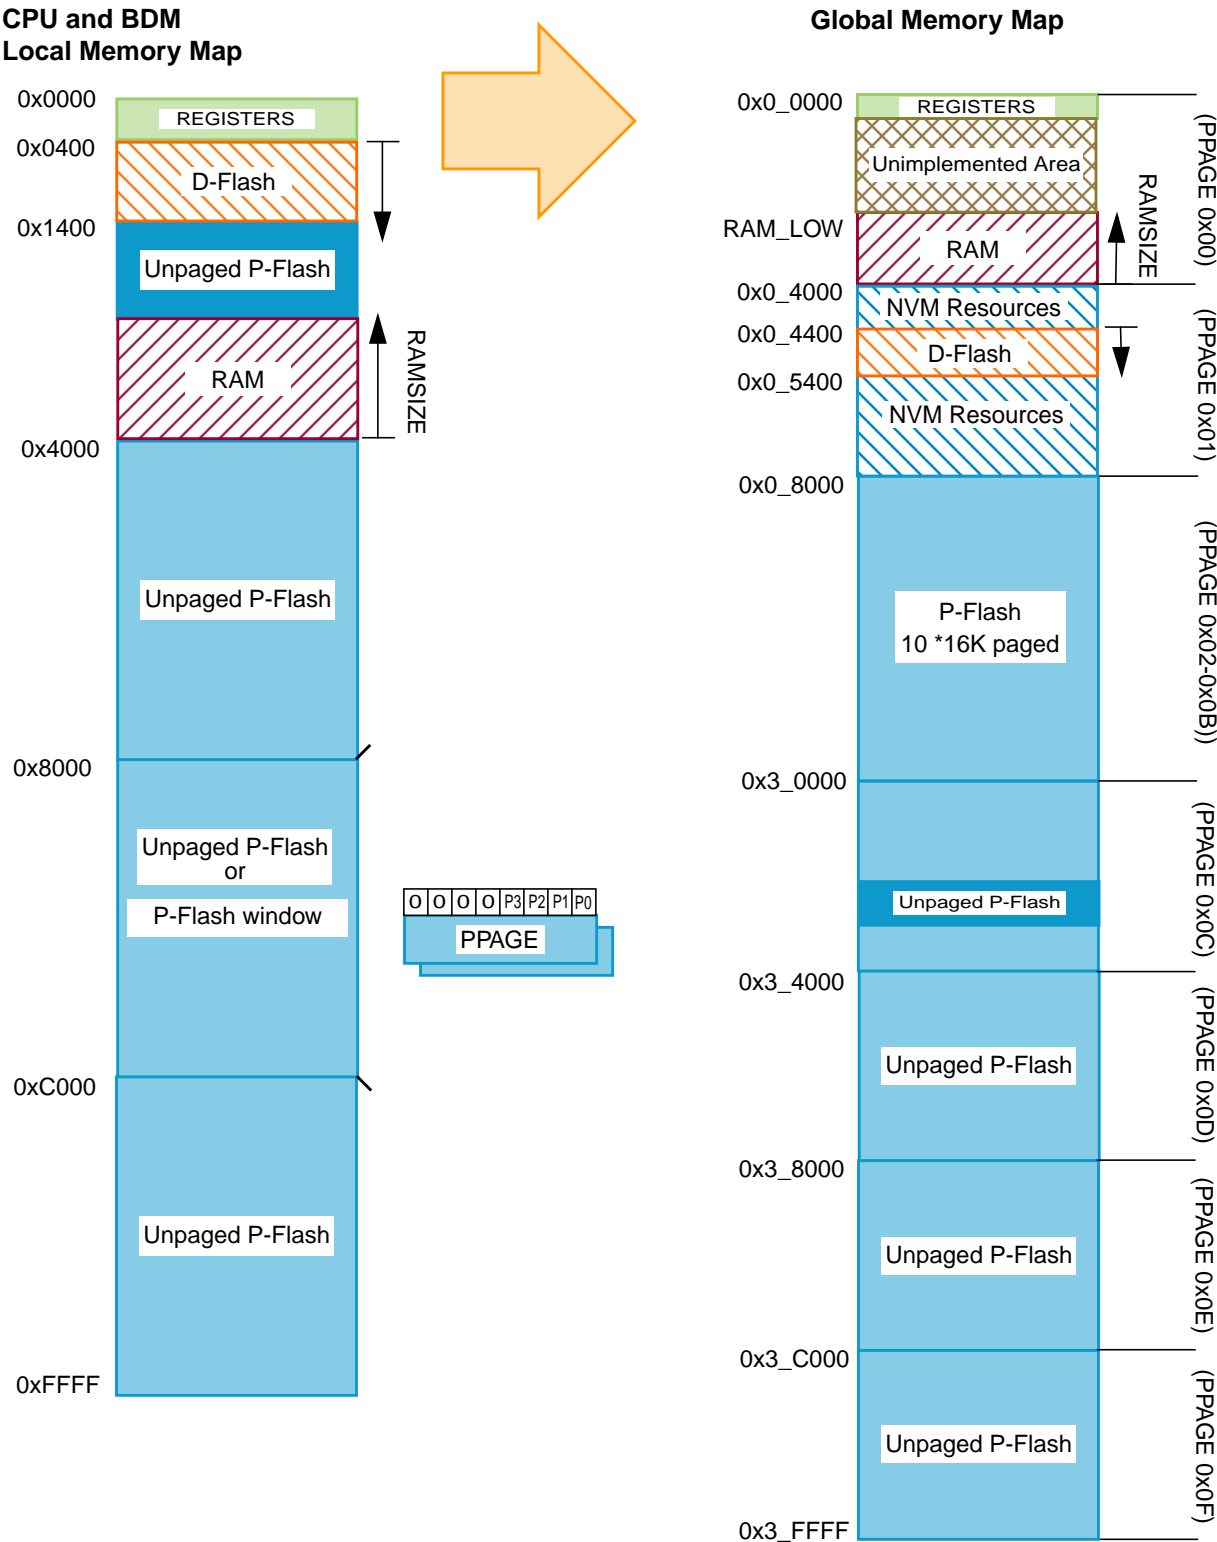 CPU and BDM
Local Memory Map
0x0000
REGISTERS
0x0400
D-Flash
0x1400
Unpaged P-Flash
RAM
RAMSIZE
0x4000
Unpaged P-Flash
0x8000
Unpaged P-Flash
or
P-Flash window
0xC000
Unpaged P-Flash
0xFFFF
0 0 0 0 P3 P2 P1 P0
PPAGE
Global Memory Map
0x0_0000
REGISTERS
Unimplemented Area
(PPAGE 0x00)
RAM_LOW
RAM
RAMSIZE
0x0_4000
NVM Resources
0x0_4400
D-Flash
(PPAGE 0x01)
0x0_5400
NVM Resources
0x0_8000
P-Flash
10 *16K paged
(PPAGE 0x02-0x0B))
0x3_0000
Unpaged P-Flash
(PPAGE 0x0C)
0x3_4000
Unpaged P-Flash
(PPAGE 0x0D)
0x3_8000
Unpaged P-Flash
(PPAGE 0x0E)
0x3_C000
Unpaged P-Flash
(PPAGE 0x0F)
0x3_FFFF